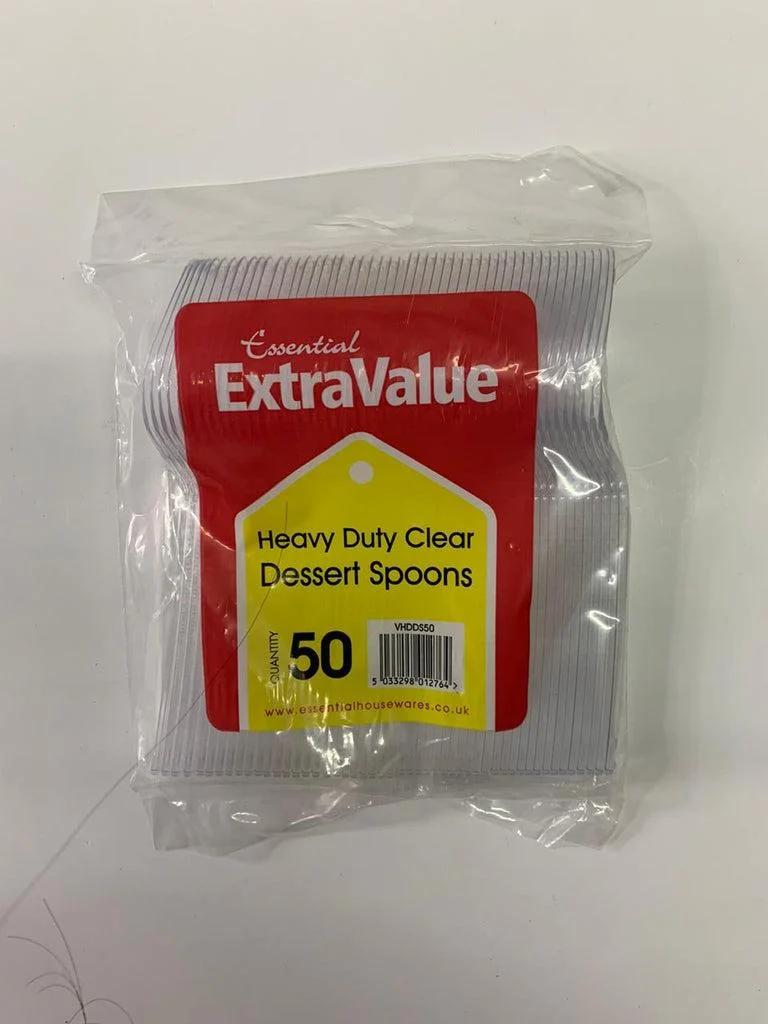 Essential
ExtraValue
Heavy Duty Clear
Dessert Spoons
QUANTITY
50
VHDDS50
5 033298 012764 >
www.essentialhousewares.co.uk